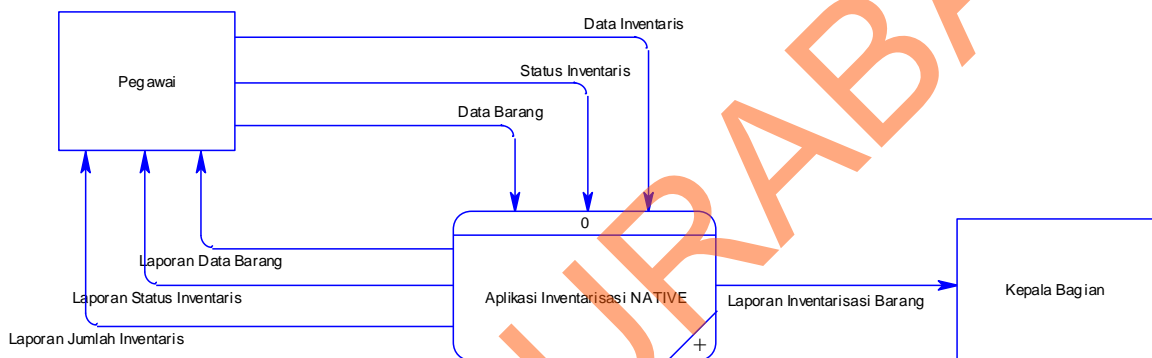 Data Inventaris
Pegawai
Status Inventaris
Data Barang
0
Laporan Data Barang
Laporan Status Inventaris
Aplikasi Inventarisasi NATIVE
Laporan Inventarisasi Barang
Kepala Bagian
Laporan Jumlah Inventaris
+
URABA